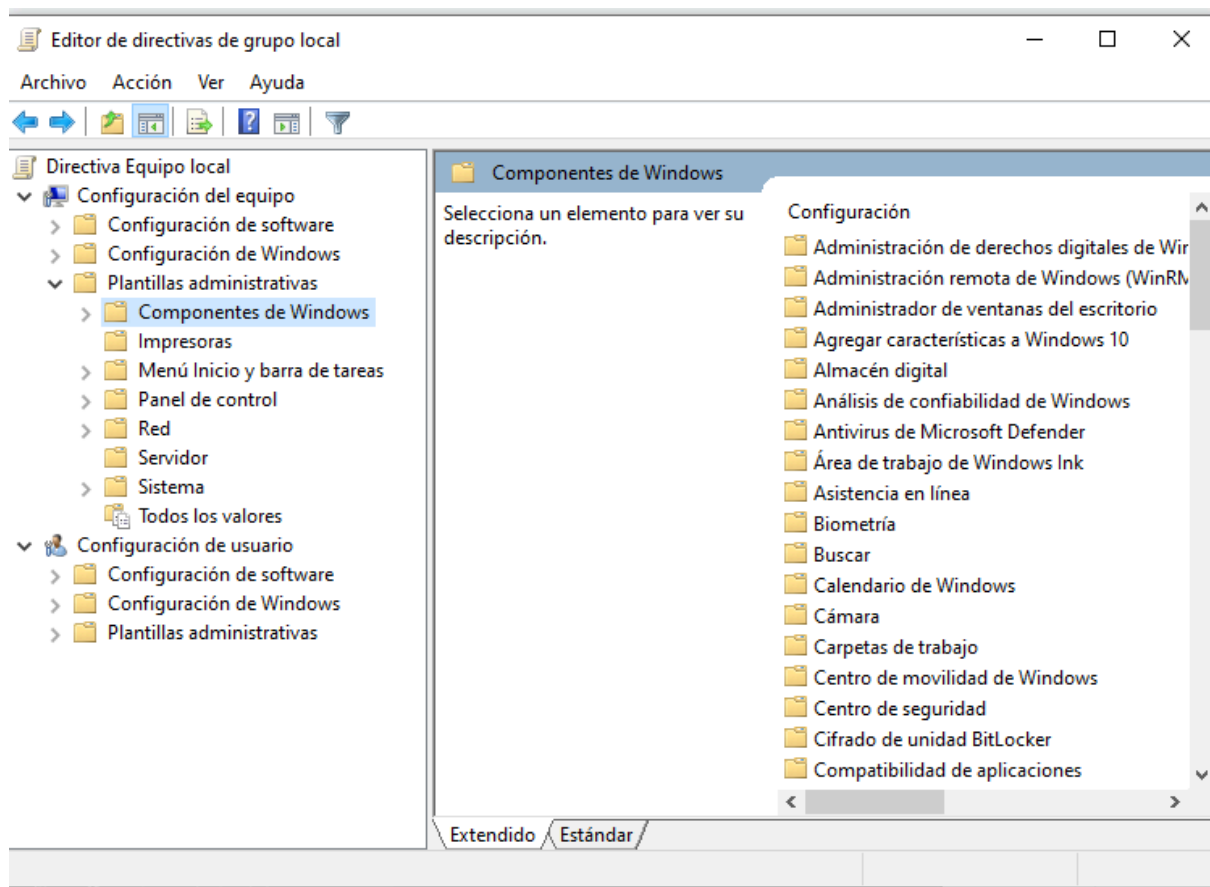 Editor de directivas de grupo local
Archivo Acción Ver Ayuda
Directiva Equipo local
Configuración del equipo
Configuración de software
Configuración de Windows
Plantillas administrativas
Componentes de Windows
Impresoras
Menú Inicio y barra de tareas
Panel de control
Red
Servidor
Sistema
Todos los valores
Configuración de usuario
Configuración de software
Configuración de Windows
Plantillas administrativas
Componentes de Windows
Selecciona un elemento para ver su
descripción.
Configuración
Administración de derechos digitales de Wir
Administración remota de Windows (WinRM
Administrador de ventanas del escritorio
Agregar características a Windows 10
Almacén digital
Análisis de confiabilidad de Windows
Antivirus de Microsoft Defender
Área de trabajo de Windows Ink
Asistencia en línea
Biometría
Buscar
Calendario de Windows
Cámara
Carpetas de trabajo
Centro de movilidad de Windows
Centro de seguridad
Cifrado de unidad BitLocker
Compatibilidad de aplicaciones
Extendido Estándar